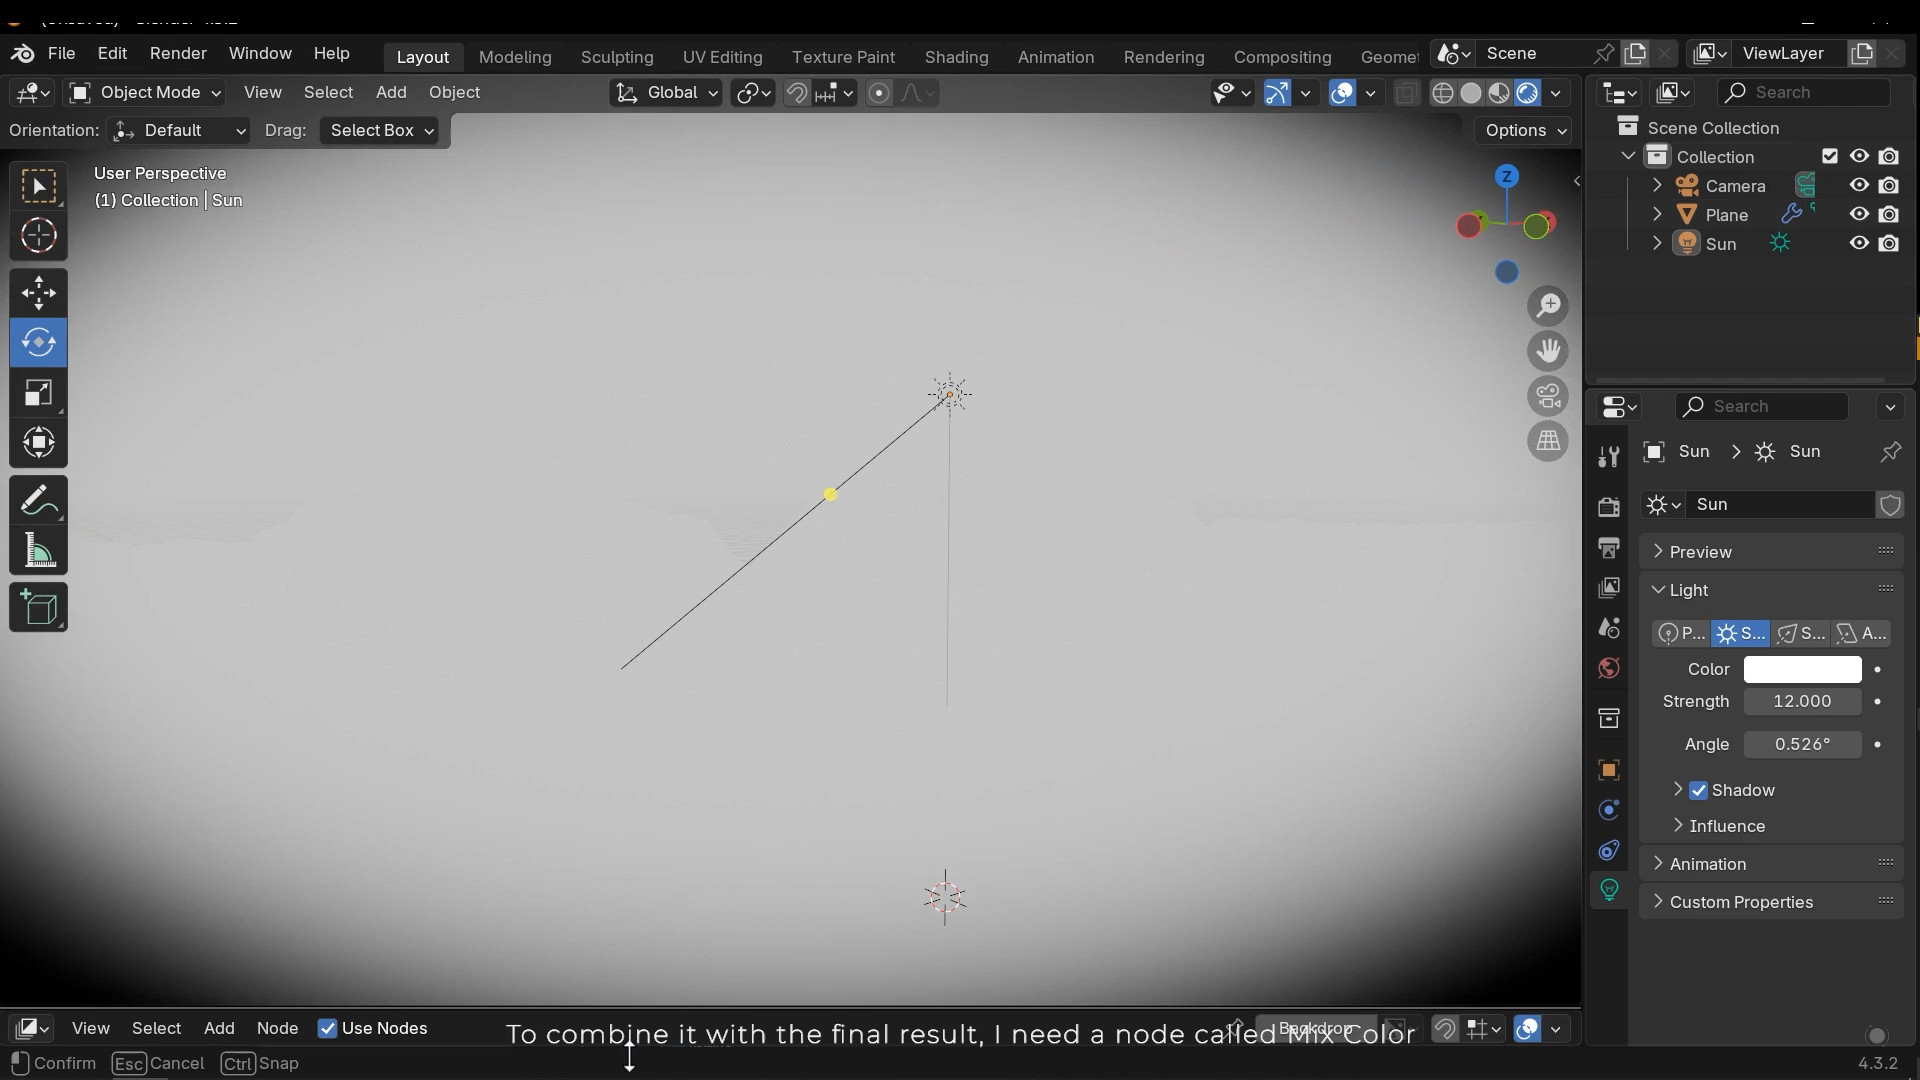 File Edit Render Window Help Layout Modeling Sculpting UV Editing Texture Paint Shading Animation Rendering Compositing Scene ViewLayer
Object Mode View Select Add Object Global Search
Orientation: Default Drag: Select Box Options
Scene Collection
Collection
Camera
Plane
Sun
User Perspective
(1) Collection | Sun
Z
Search
Sun Sun
Sun
Preview
Light
P... S... S... A...
Color
Strength 12.000
Angle 0.526°
Shadow
Influence
Animation
Custom Properties
View Select Add Node Use Nodes Backdrop
To combine it with the final result, I need a node called Mix Color
Confirm Esc Cancel Ctrl Snap 4.3.2